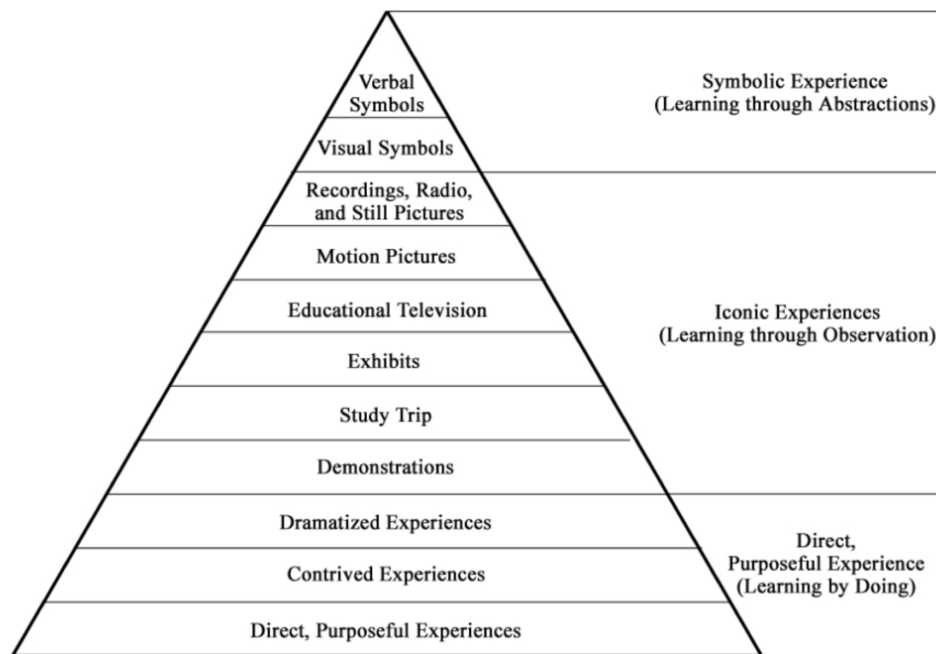 Verbal
Symbols
Visual Symbols
Recordings, Radio,
and Still Pictures
Motion Pictures
Educational Television
Exhibits
Study Trip
Demonstrations
Dramatized Experiences
Contrived Experiences
Direct, Purposeful Experiences
Symbolic Experience
(Learning through Abstractions)
Iconic Experiences
(Learning through Observation)
Direct,
Purposeful Experience
(Learning by Doing)